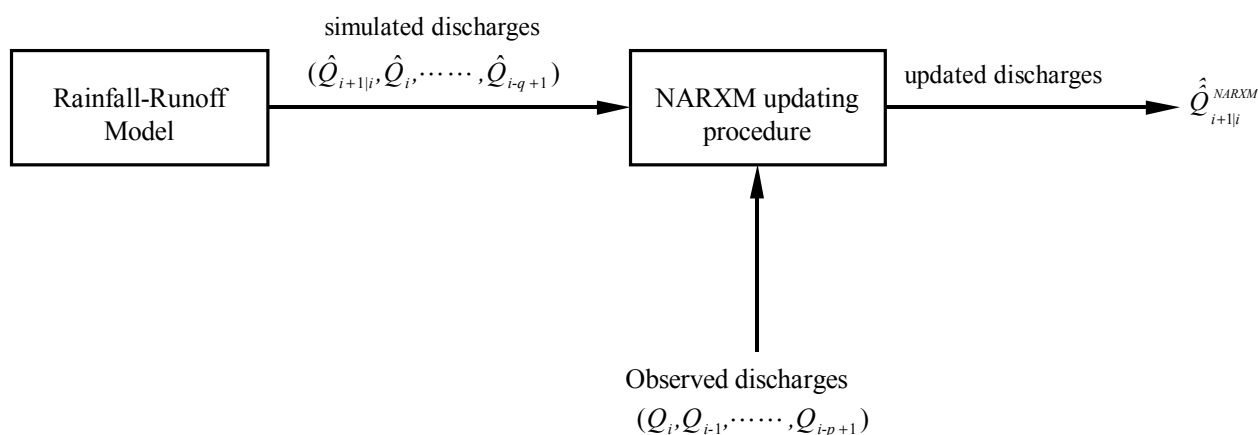 simulated discharges
(Q̂i+1|i,Q̂i,⋯⋯,Q̂i-q+1)
Rainfall-Runoff
Model
NARXM updating
procedure
updated discharges
Q̂i+1|i^NARXM
Observed discharges
(Qi,Qi-1,⋯⋯,Qi-p+1)